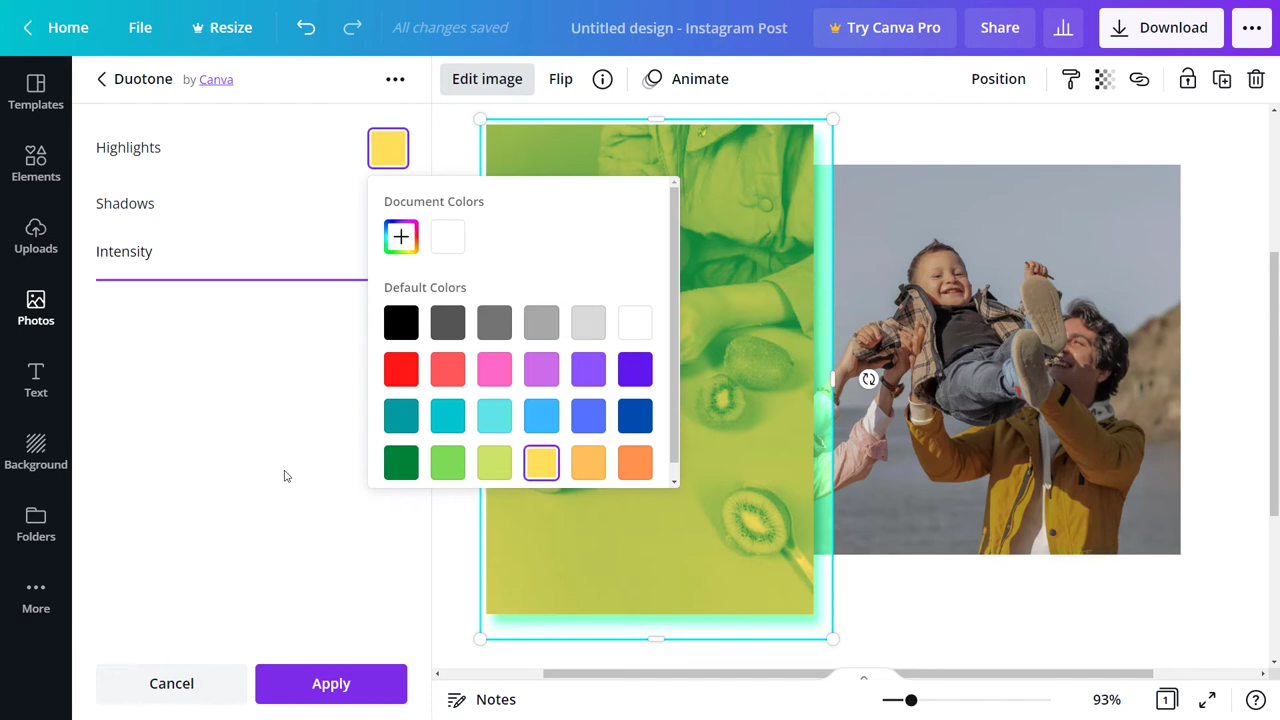 Home File Resize All changes saved Untitled design - Instagram Post Try Canva Pro Share Download
Duotone by Canva
Edit image Flip Animate Position
Templates
Elements
Uploads
Photos
Text
Background
Folders
More
Highlights
Shadows
Intensity
Document Colors
Default Colors
Cancel Apply
Notes 93% 1